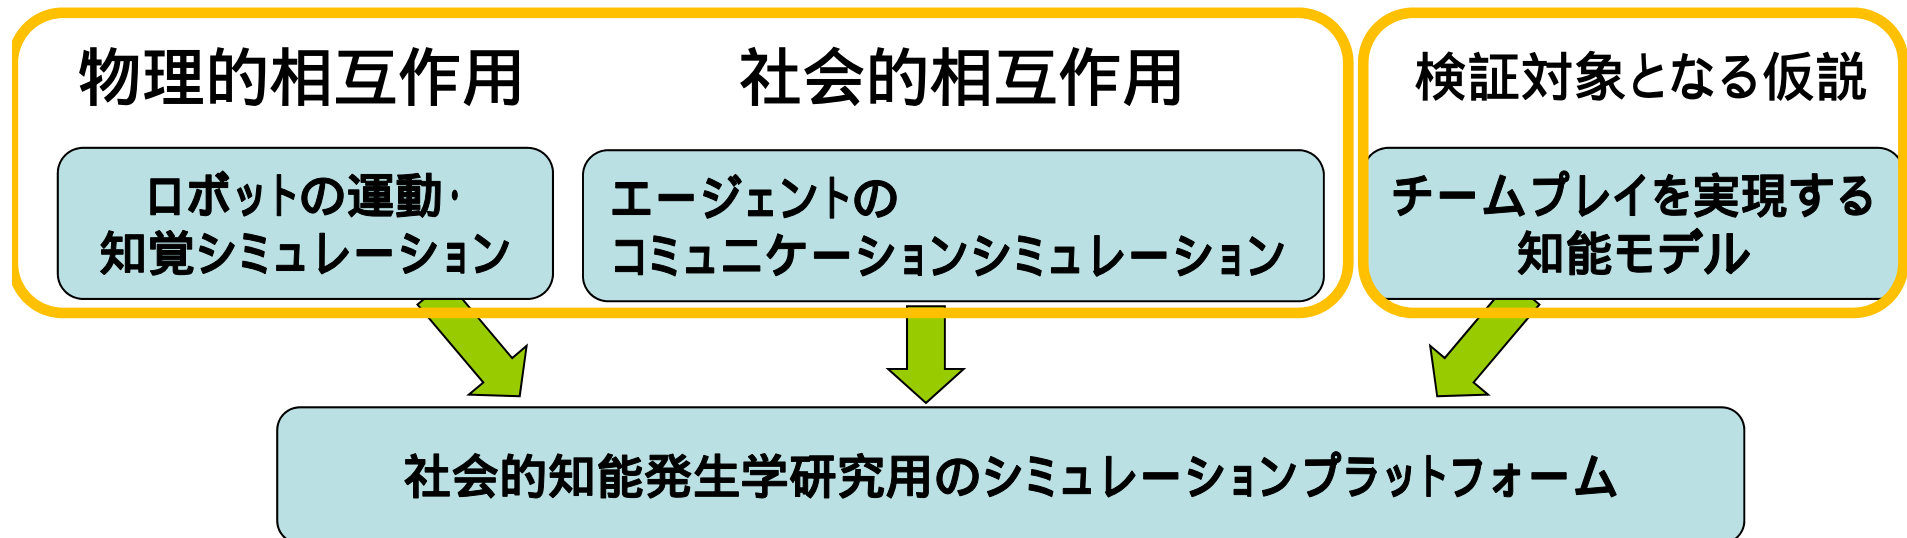 物理的相互作用
社会的相互作用
検証対象となる仮説
ロボットの運動・
知覚シミュレーション
エージェントの
コミュニケーションシミュレーション
チームプレイを実現する
知能モデル
社会的知能発生学研究用のシミュレーションプラットフォーム